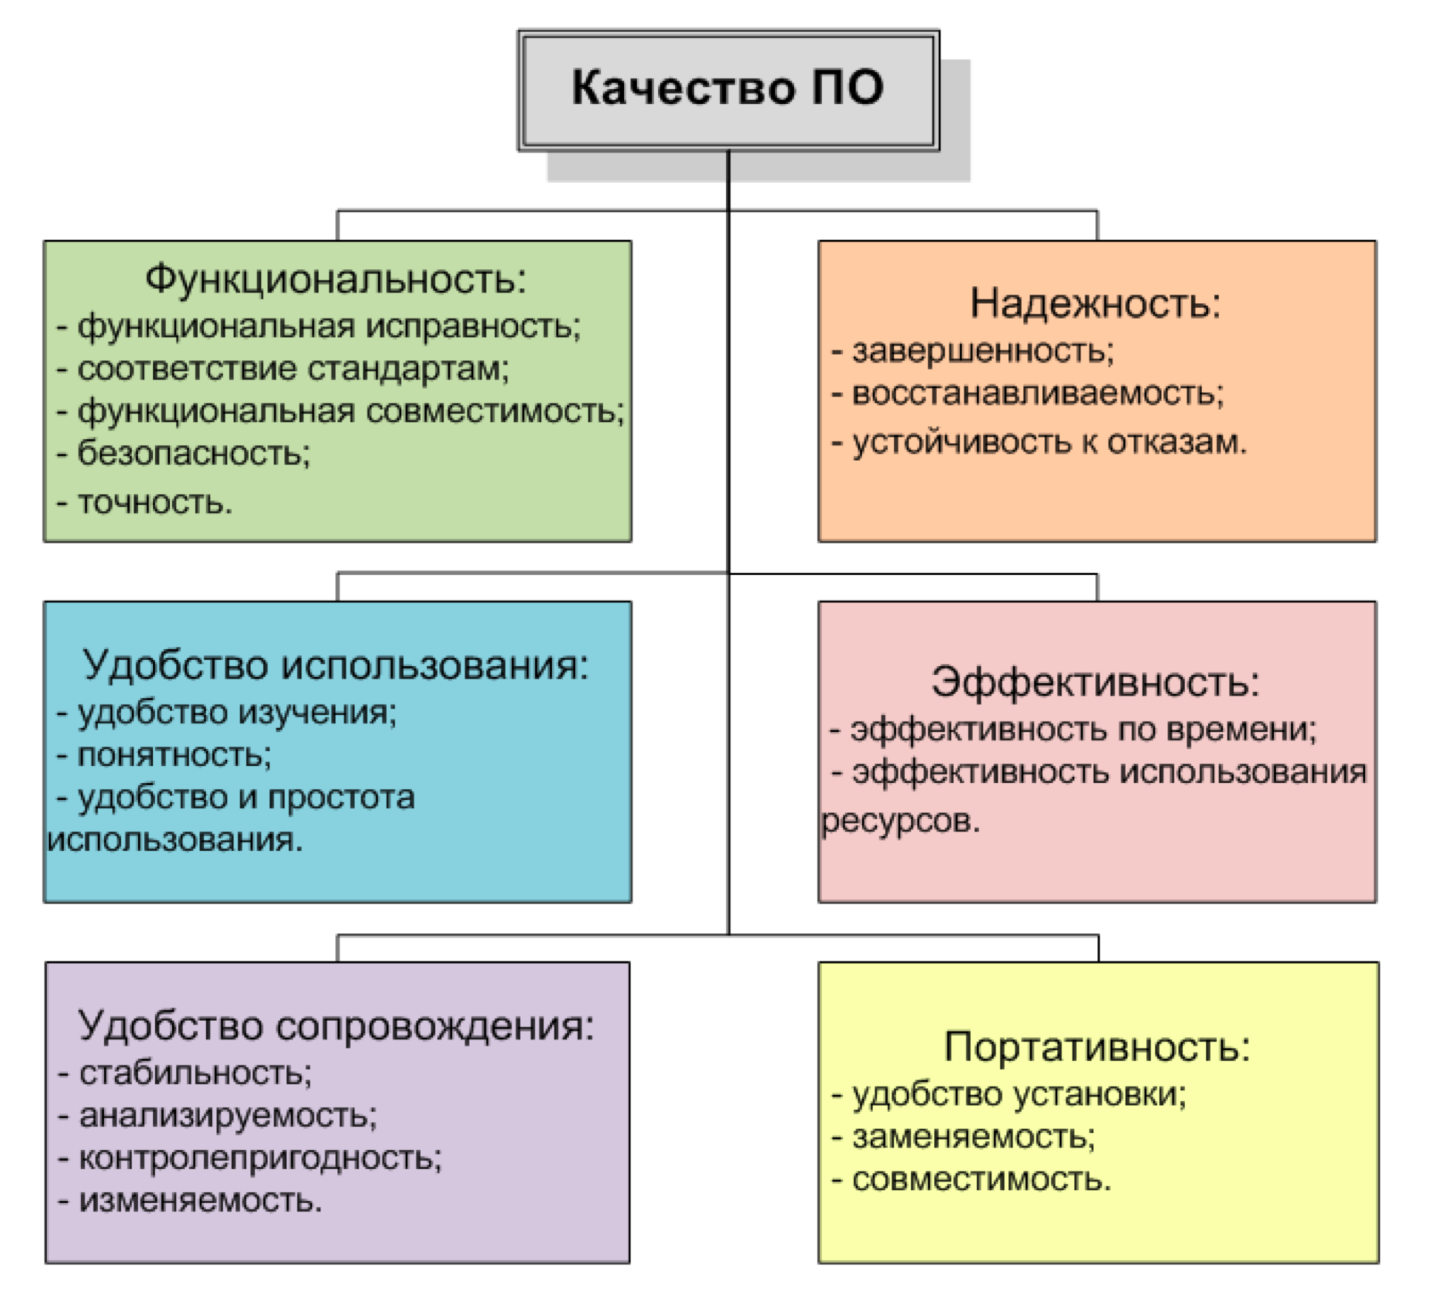 Качество ПО
Функциональность:
- функциональная исправность;
- соответствие стандартам;
- функциональная совместимость;
- безопасность;
- точность.
Надежность:
- завершенность;
- восстанавливаемость;
- устойчивость к отказам.
Удобство использования:
- удобство изучения;
- понятность;
- удобство и простота
использования.
Эффективность:
- эффективность по времени;
- эффективность использования
ресурсов.
Удобство сопровождения:
- стабильность;
- анализируемость;
- контролепригодность;
- изменяемость.
Портативность:
- удобство установки;
- заменяемость;
- совместимость.